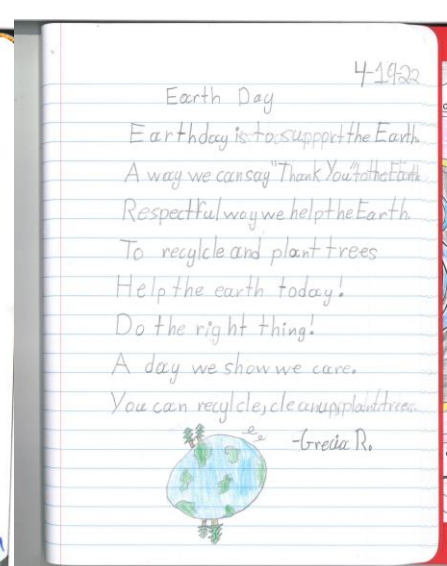 4-19-22
Earth Day
Earthday is to suppport the Earth
A way we can say "Thank You" to the Earth
Respectful way we help the Earth.
To recylcle and plant trees
Help the earth today!
Do the right thing!
A day we show we care.
You can recylcle, clean up, plant trees.
-Grecia R.